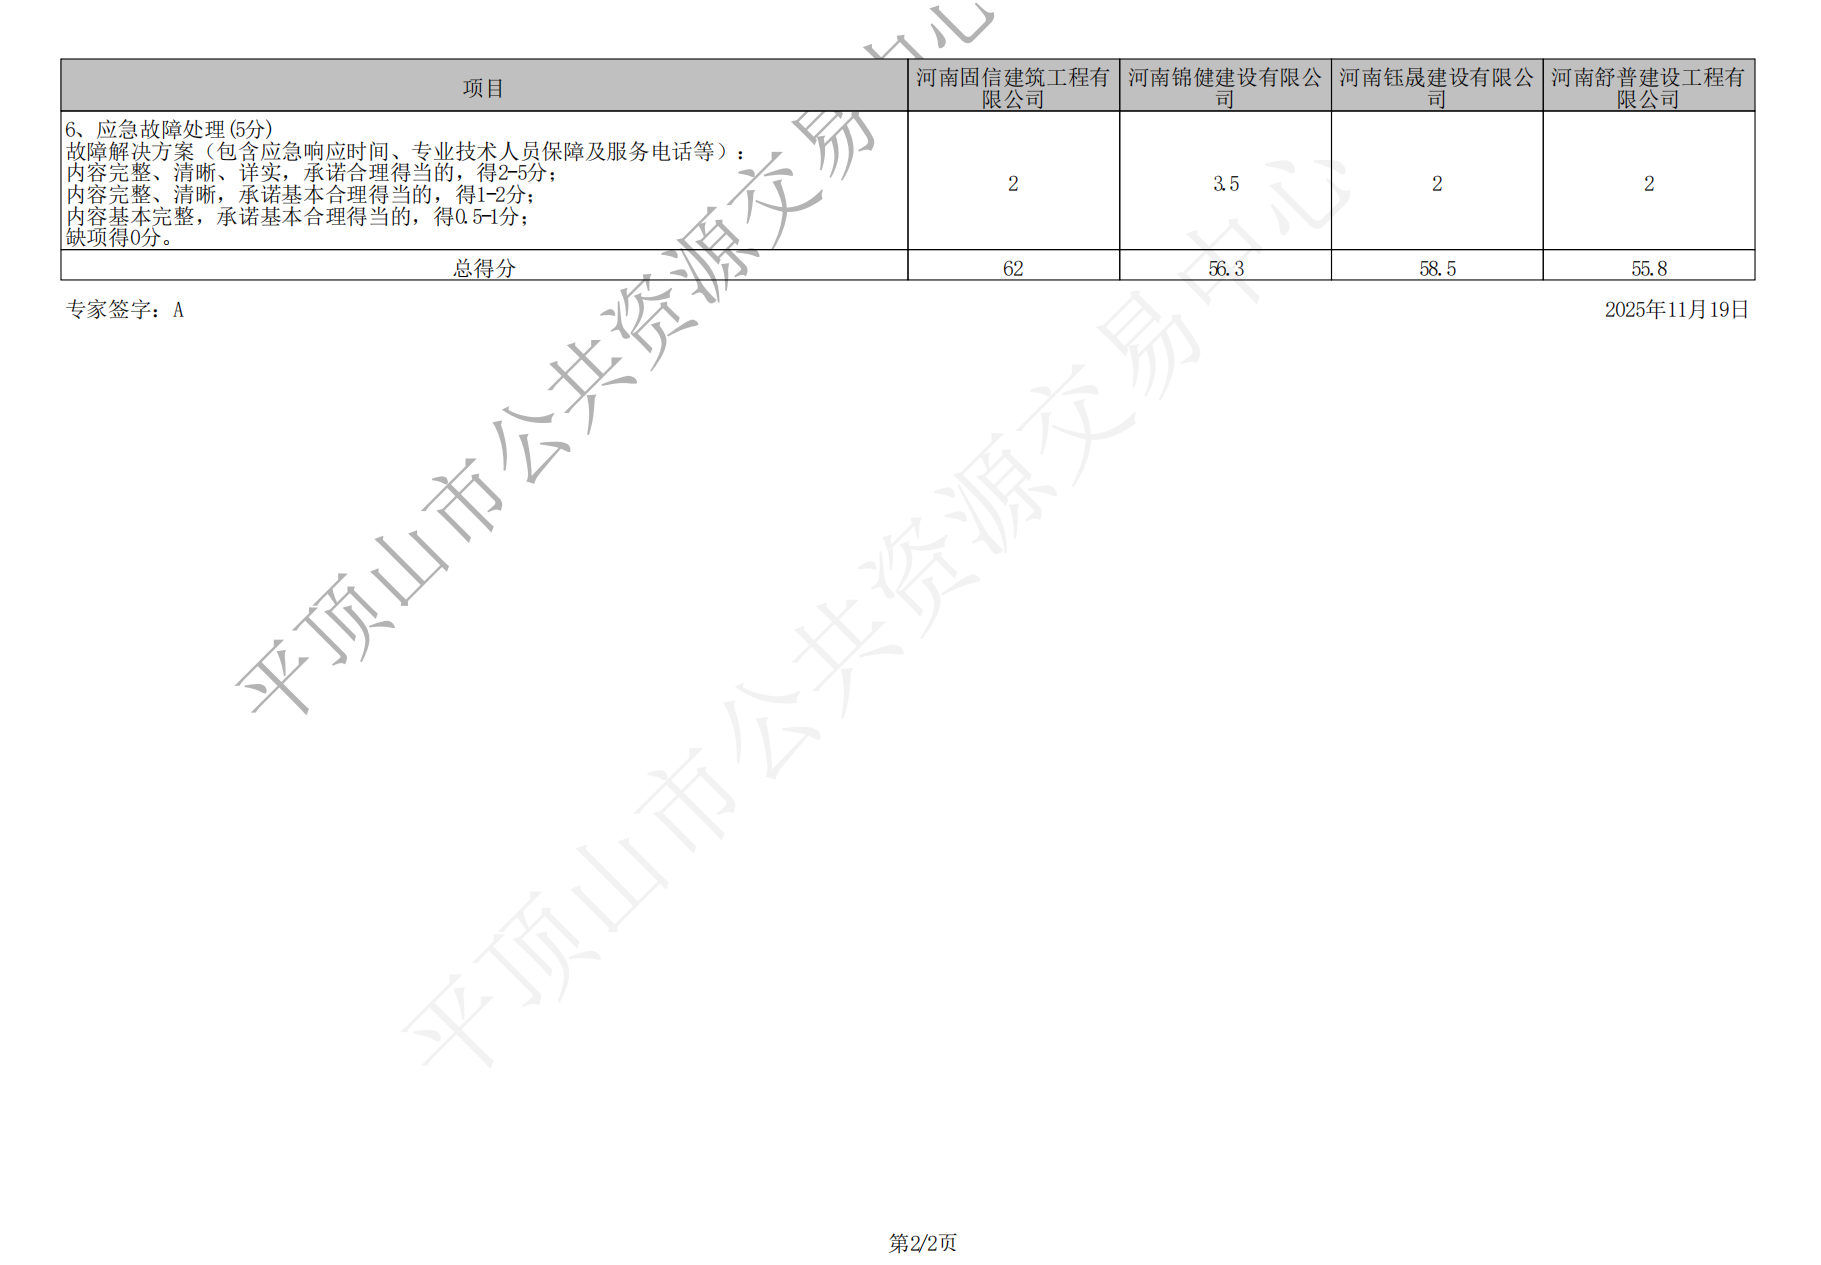 项目
河南固信建筑工程有
限公司
河南锦健建设有限公
司
河南钰晟建设有限公
司
河南舒普建设工程有
限公司
6、应急故障处理(5分)
故障解决方案（包含应急响应时间、专业技术人员保障及服务电话等）：
内容完整、清晰、详实，承诺合理得当的，得2-5分；
内容完整、清晰，承诺基本合理得当的，得1-2分；
内容基本完整，承诺基本合理得当的，得0.5-1分；
缺项得0分。
2
3.5
2
2
总得分
62
56.3
58.5
55.8
专家签字：A
2025年11月19日
平顶山市公共资源交易中心
平顶山市公共资源交易中心
第2/2页